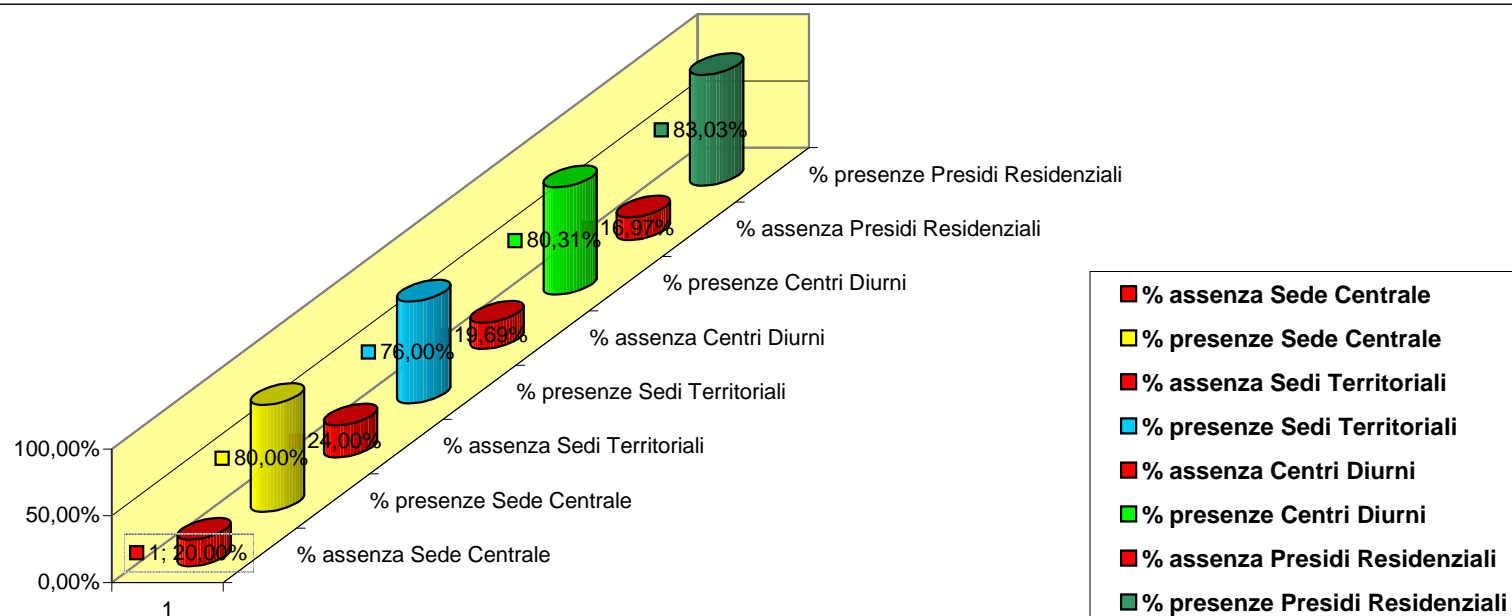 83,03%
% presenze Presidi Residenziali
16,97%
% assenza Presidi Residenziali
80,31%
% presenze Centri Diurni
19,69%
% assenza Centri Diurni
76,00%
% presenze Sedi Territoriali
24,00%
% assenza Sedi Territoriali
80,00%
% presenze Sede Centrale
1; 20,00%
% assenza Sede Centrale
100,00%
50,00%
0,00%
1
% assenza Sede Centrale
% presenze Sede Centrale
% assenza Sedi Territoriali
% presenze Sedi Territoriali
% assenza Centri Diurni
% presenze Centri Diurni
% assenza Presidi Residenziali
% presenze Presidi Residenziali